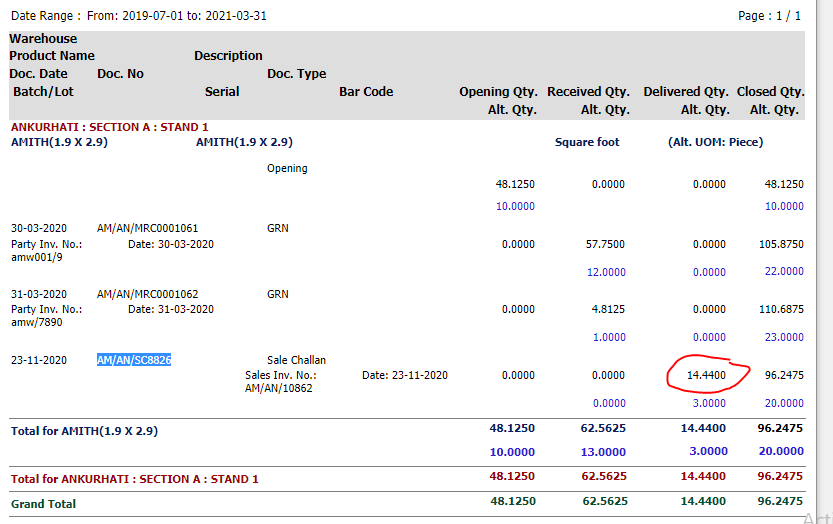 Date Range : From: 2019-07-01 to: 2021-03-31 Page : 1 / 1
Warehouse
Product Name Description
Doc. Date Doc. No Doc. Type
Batch/Lot Serial Bar Code Opening Qty. Received Qty. Delivered Qty. Closed Qty.
Alt. Qty. Alt. Qty. Alt. Qty. Alt. Qty.
ANKURHATI : SECTION A : STAND 1
AMITH(1.9 X 2.9) AMITH(1.9 X 2.9) Square foot (Alt. UOM: Piece)
Opening
48.1250 0.0000 0.0000 48.1250
10.0000 10.0000
30-03-2020 AM/AN/MRC0001061 GRN
Party Inv. No.: Date: 30-03-2020 0.0000 57.7500 0.0000 105.8750
amw001/9
12.0000 0.0000 22.0000
31-03-2020 AM/AN/MRC0001062 GRN
Party Inv. No.: Date: 31-03-2020 0.0000 4.8125 0.0000 110.6875
amw/7890
1.0000 0.0000 23.0000
23-11-2020 AM/AN/SC8826 Sale Challan
Sales Inv. No.: Date: 23-11-2020 0.0000 0.0000 14.4400 96.2475
AM/AN/10862
0.0000 3.0000 20.0000
Total for AMITH(1.9 X 2.9) 48.1250 62.5625 14.4400 96.2475
10.0000 13.0000 3.0000 20.0000
Total for ANKURHATI : SECTION A : STAND 1 48.1250 62.5625 14.4400 96.2475
Grand Total 48.1250 62.5625 14.4400 96.2475